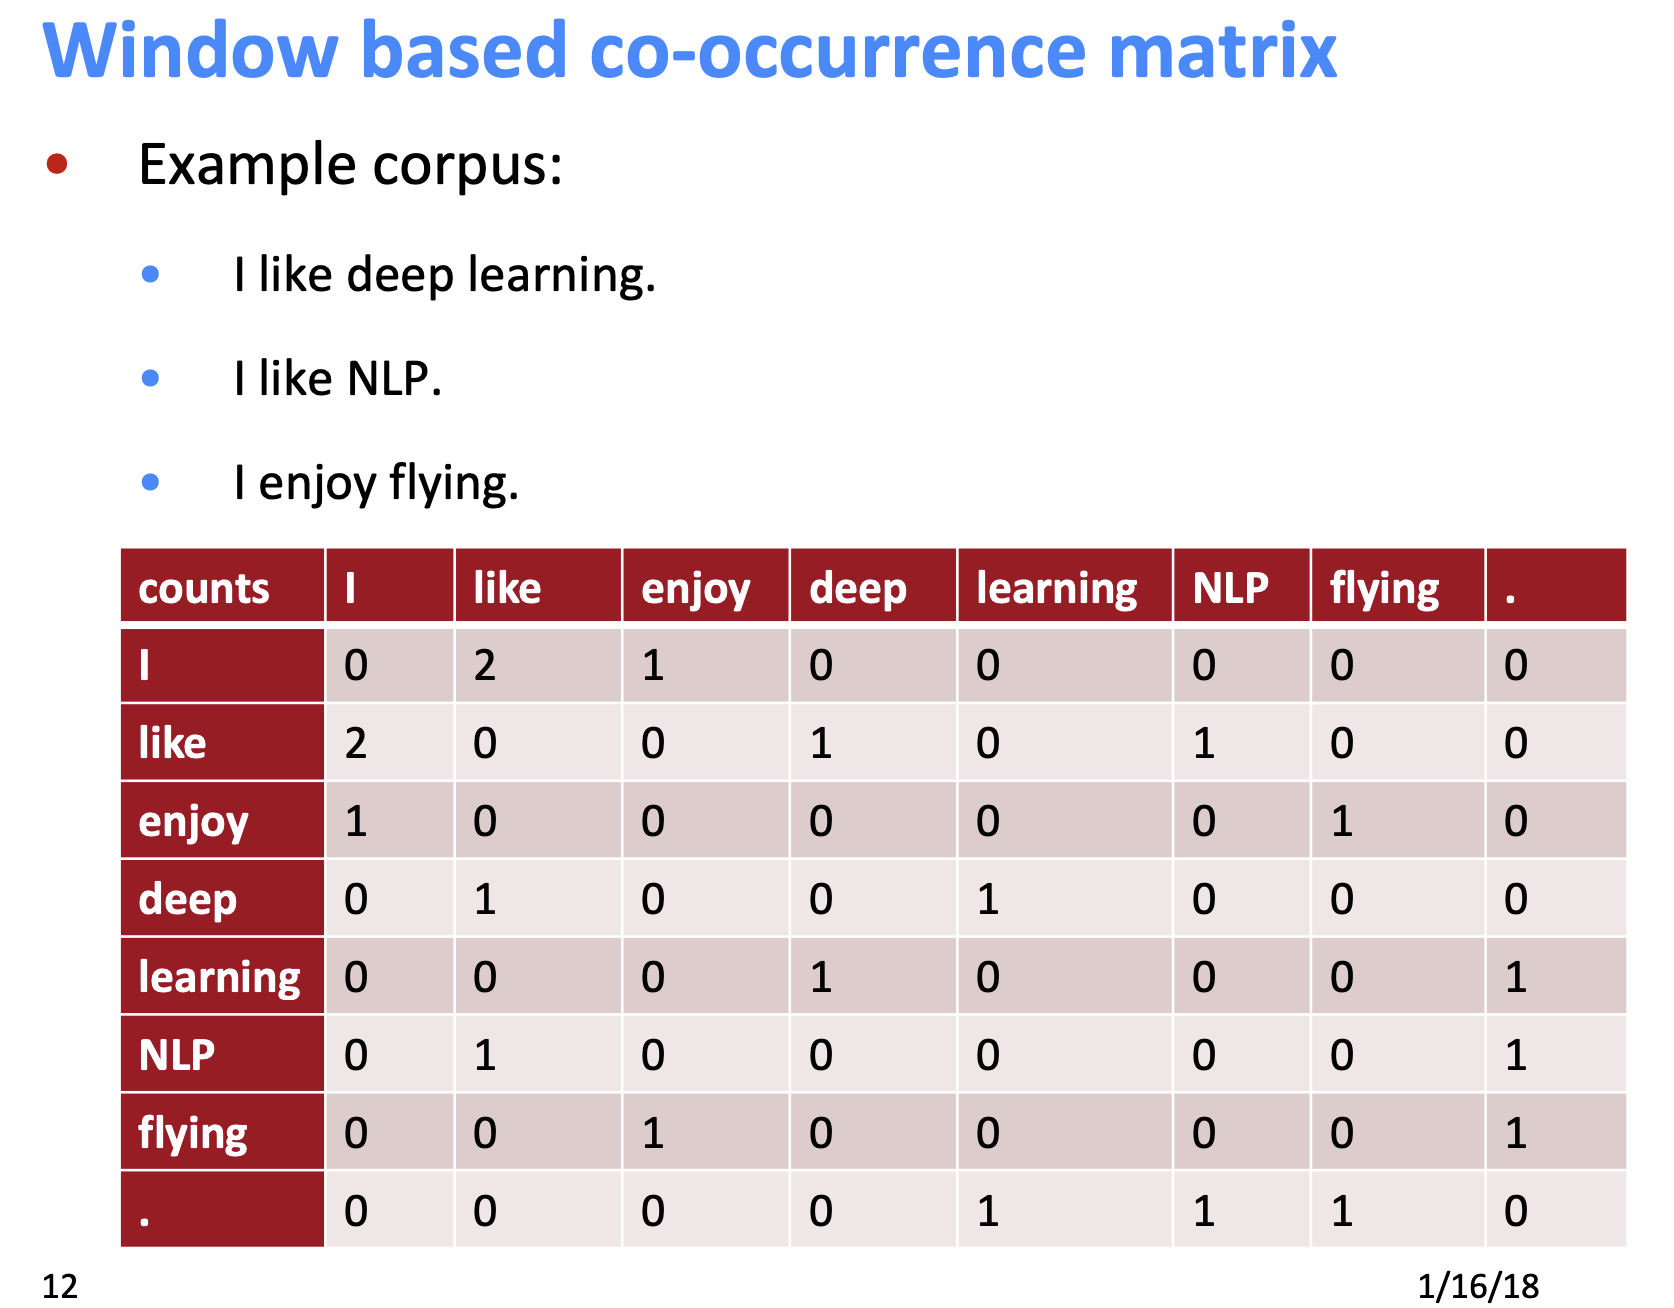 Window based co-occurrence matrix
• Example corpus:
• I like deep learning.
• I like NLP.
• I enjoy flying.
counts I like enjoy deep learning NLP flying .
I 0 2 1 0 0 0 0 0
like 2 0 0 1 0 1 0 0
enjoy 1 0 0 0 0 0 1 0
deep 0 1 0 0 1 0 0 0
learning 0 0 0 1 0 0 0 1
NLP 0 1 0 0 0 0 0 1
flying 0 0 1 0 0 0 0 1
. 0 0 0 0 1 1 1 0
12 1/16/18